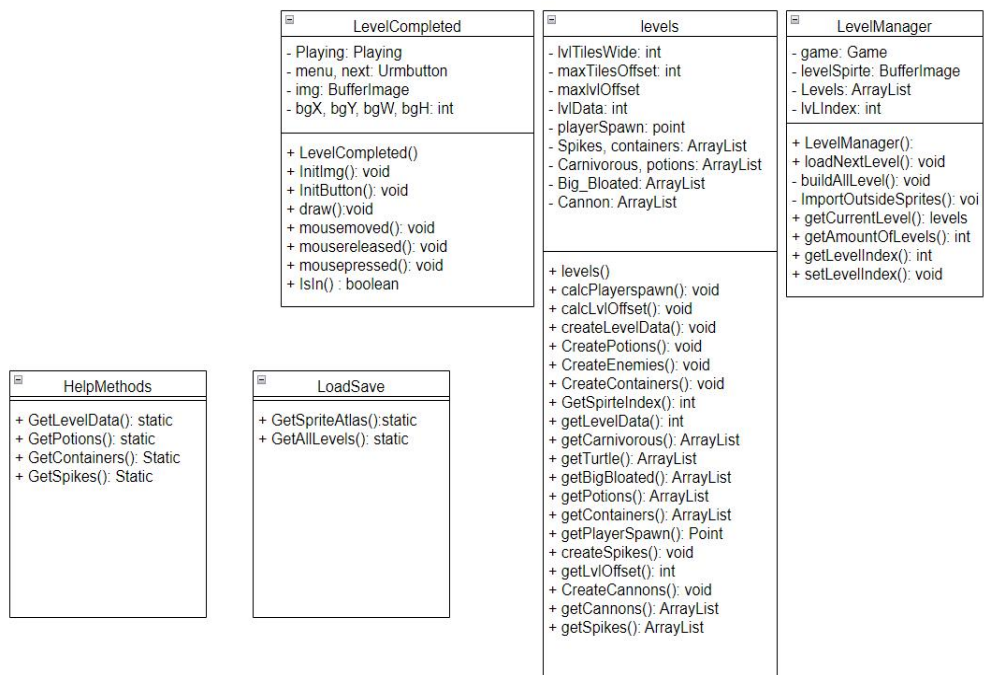 LevelCompleted
- Playing: Playing
- menu, next: Urmbutton
- img: BufferImage
- bgX, bgY, bgW, bgH: int
+ LevelCompleted()
+ InitImg(): void
+ InitButton(): void
+ draw():void
+ mousemoved(): void
+ mousereleased(): void
+ mousepressed(): void
+ IsIn() : boolean
levels
- lvlTilesWide: int
- maxTilesOffset: int
- maxlvlOffset
- lvlData: int
- playerSpawn: point
- Spikes, containers: ArrayList
- Carnivorous, potions: ArrayList
- Big_Bloated: ArrayList
- Cannon: ArrayList
+ levels()
+ calcPlayerspawn(): void
+ calcLvlOffset(): void
+ createLevelData(): void
+ CreatePotions(): void
+ CreateEnemies(): void
+ CreateContainers(): void
+ GetSpirteIndex(): int
+ getLevelData(): int
+ getCarnivorous(): ArrayList
+ getTurtle(): ArrayList
+ getBigBloated(): ArrayList
+ getPotions(): ArrayList
+ getContainers(): ArrayList
+ getPlayerSpawn(): Point
+ createSpikes(): void
+ getLvlOffset(): int
+ CreateCannons(): void
+ getCannons(): ArrayList
+ getSpikes(): ArrayList
LevelManager
- game: Game
- levelSpirte: BufferImage
- Levels: ArrayList
- lvLIndex: int
+ LevelManager():
+ loadNextLevel(): void
- buildAllLevel(): void
- ImportOutsideSprites(): voi
+ getCurrentLevel(): levels
+ getAmountOfLevels(): int
+ getLevelIndex(): int
+ setLevelIndex(): void
HelpMethods
+ GetLevelData(): static
+ GetPotions(): static
+ GetContainers(): Static
+ GetSpikes(): Static
LoadSave
+ GetSpriteAtlas():static
+ GetAllLevels(): static